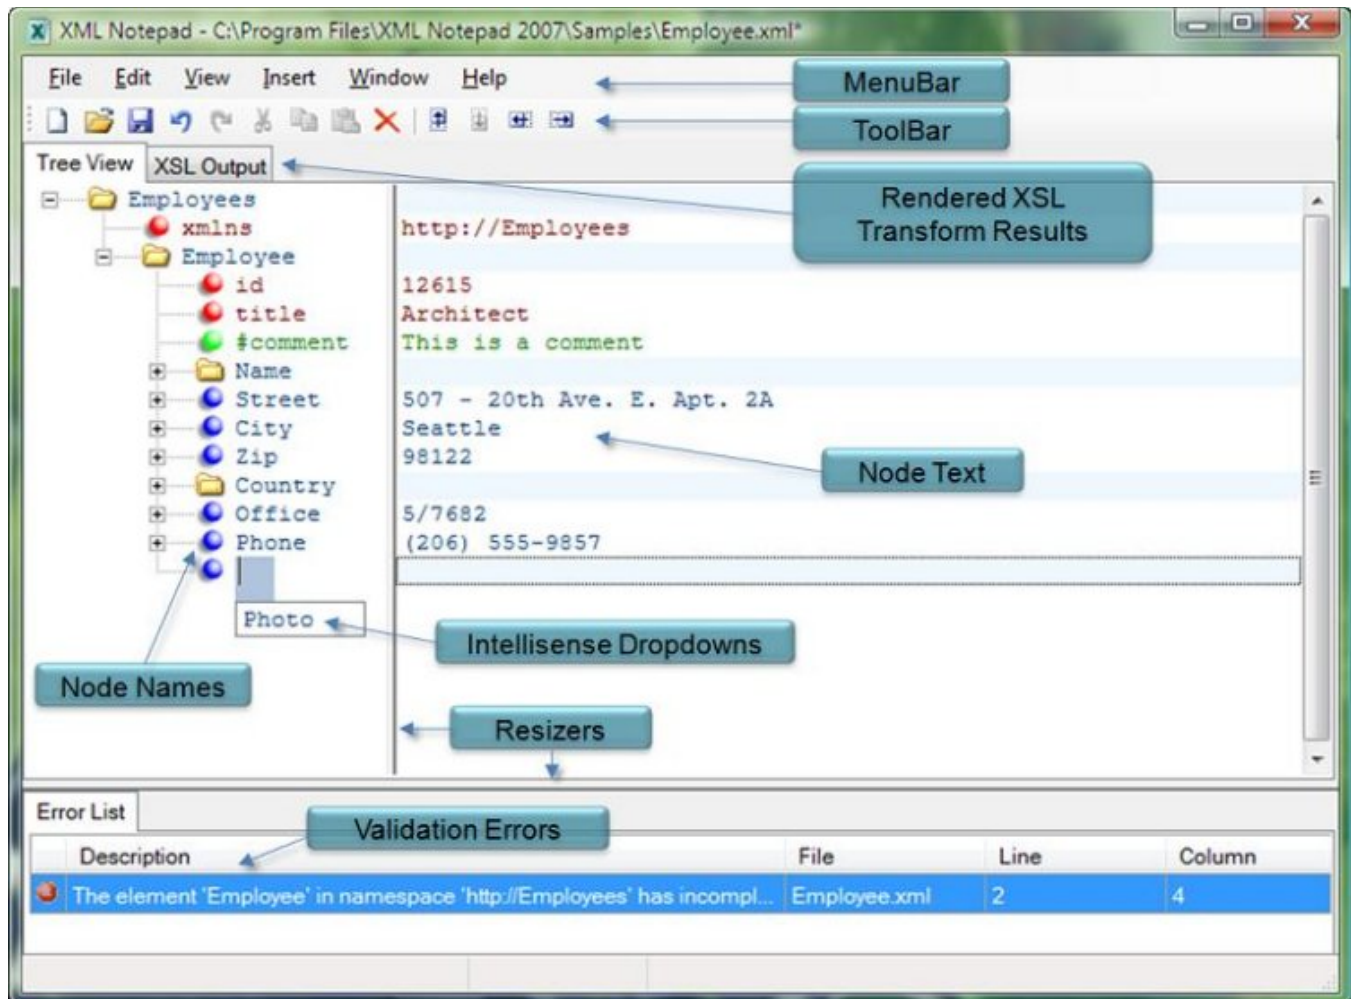 XML Notepad - C:\Program Files\XML Notepad 2007\Samples\Employee.xml*
File Edit View Insert Window Help
MenuBar
ToolBar
Tree View XSL Output
Rendered XSL
Transform Results
Employees
xmlns http://Employees
Employee
id 12615
title Architect
#comment This is a comment
Name
Street 507 - 20th Ave. E. Apt. 2A
City Seattle
Zip 98122
Node Text
Country
Office 5/7682
Phone (206) 555-9857
Photo
Intellisense Dropdowns
Node Names
Resizers
Error List
Validation Errors
Description File Line Column
The element 'Employee' in namespace 'http://Employees' has incompl... Employee.xml 2 4